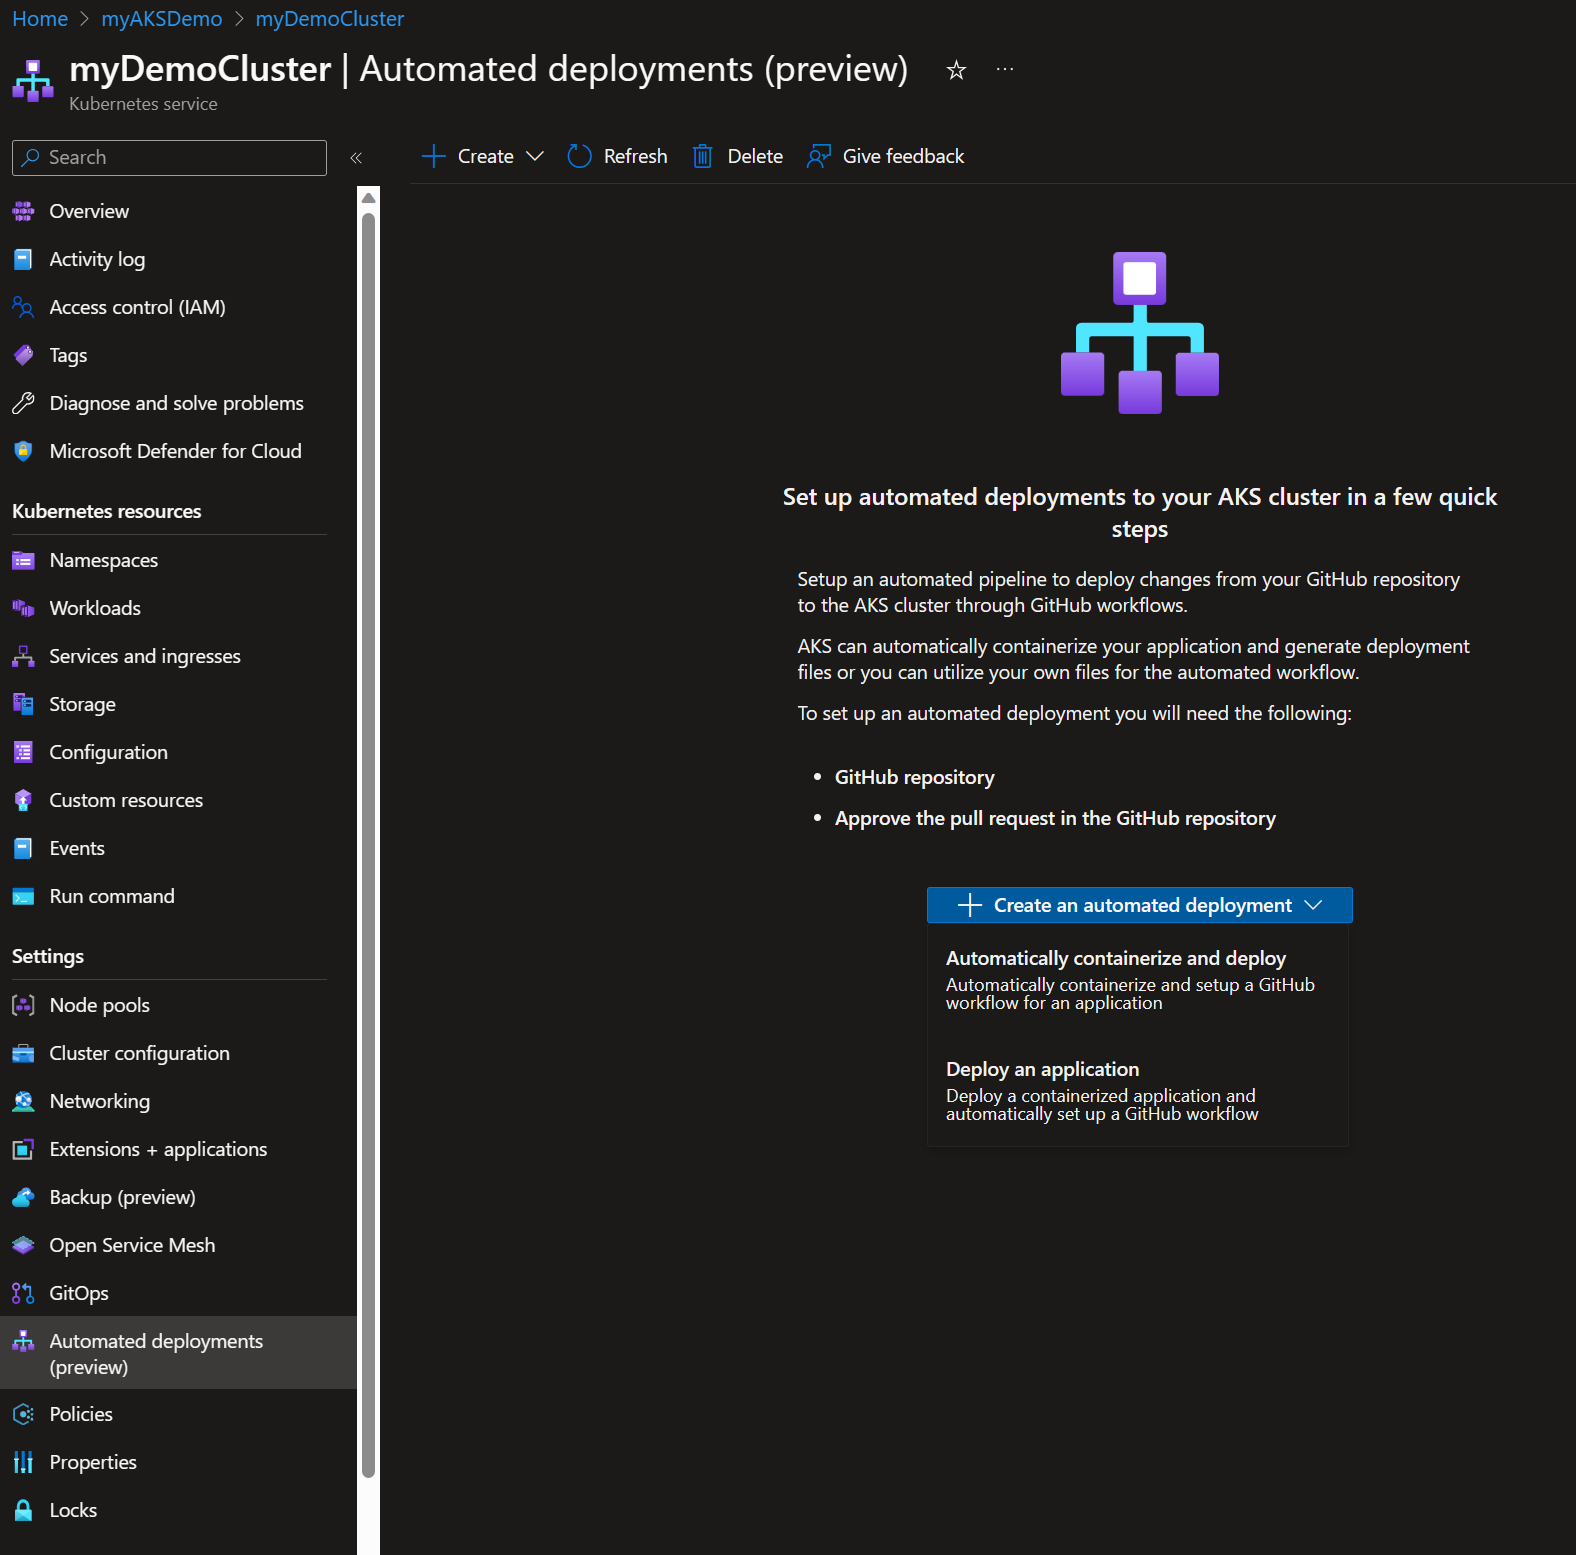 Home > myAKSDemo > myDemoCluster
myDemoCluster | Automated deployments (preview) ☆ ···
Kubernetes service
Search
«
Create
Refresh
Delete
Give feedback
Overview
Activity log
Access control (IAM)
Tags
Diagnose and solve problems
Microsoft Defender for Cloud
Kubernetes resources
Namespaces
Workloads
Services and ingresses
Storage
Configuration
Custom resources
Events
Run command
Settings
Node pools
Cluster configuration
Networking
Extensions + applications
Backup (preview)
Open Service Mesh
GitOps
Automated deployments
(preview)
Policies
Properties
Locks
Set up automated deployments to your AKS cluster in a few quick
steps
Setup an automated pipeline to deploy changes from your GitHub repository
to the AKS cluster through GitHub workflows.
AKS can automatically containerize your application and generate deployment
files or you can utilize your own files for the automated workflow.
To set up an automated deployment you will need the following:
• GitHub repository
• Approve the pull request in the GitHub repository
Create an automated deployment
Automatically containerize and deploy
Automatically containerize and setup a GitHub
workflow for an application
Deploy an application
Deploy a containerized application and
automatically set up a GitHub workflow